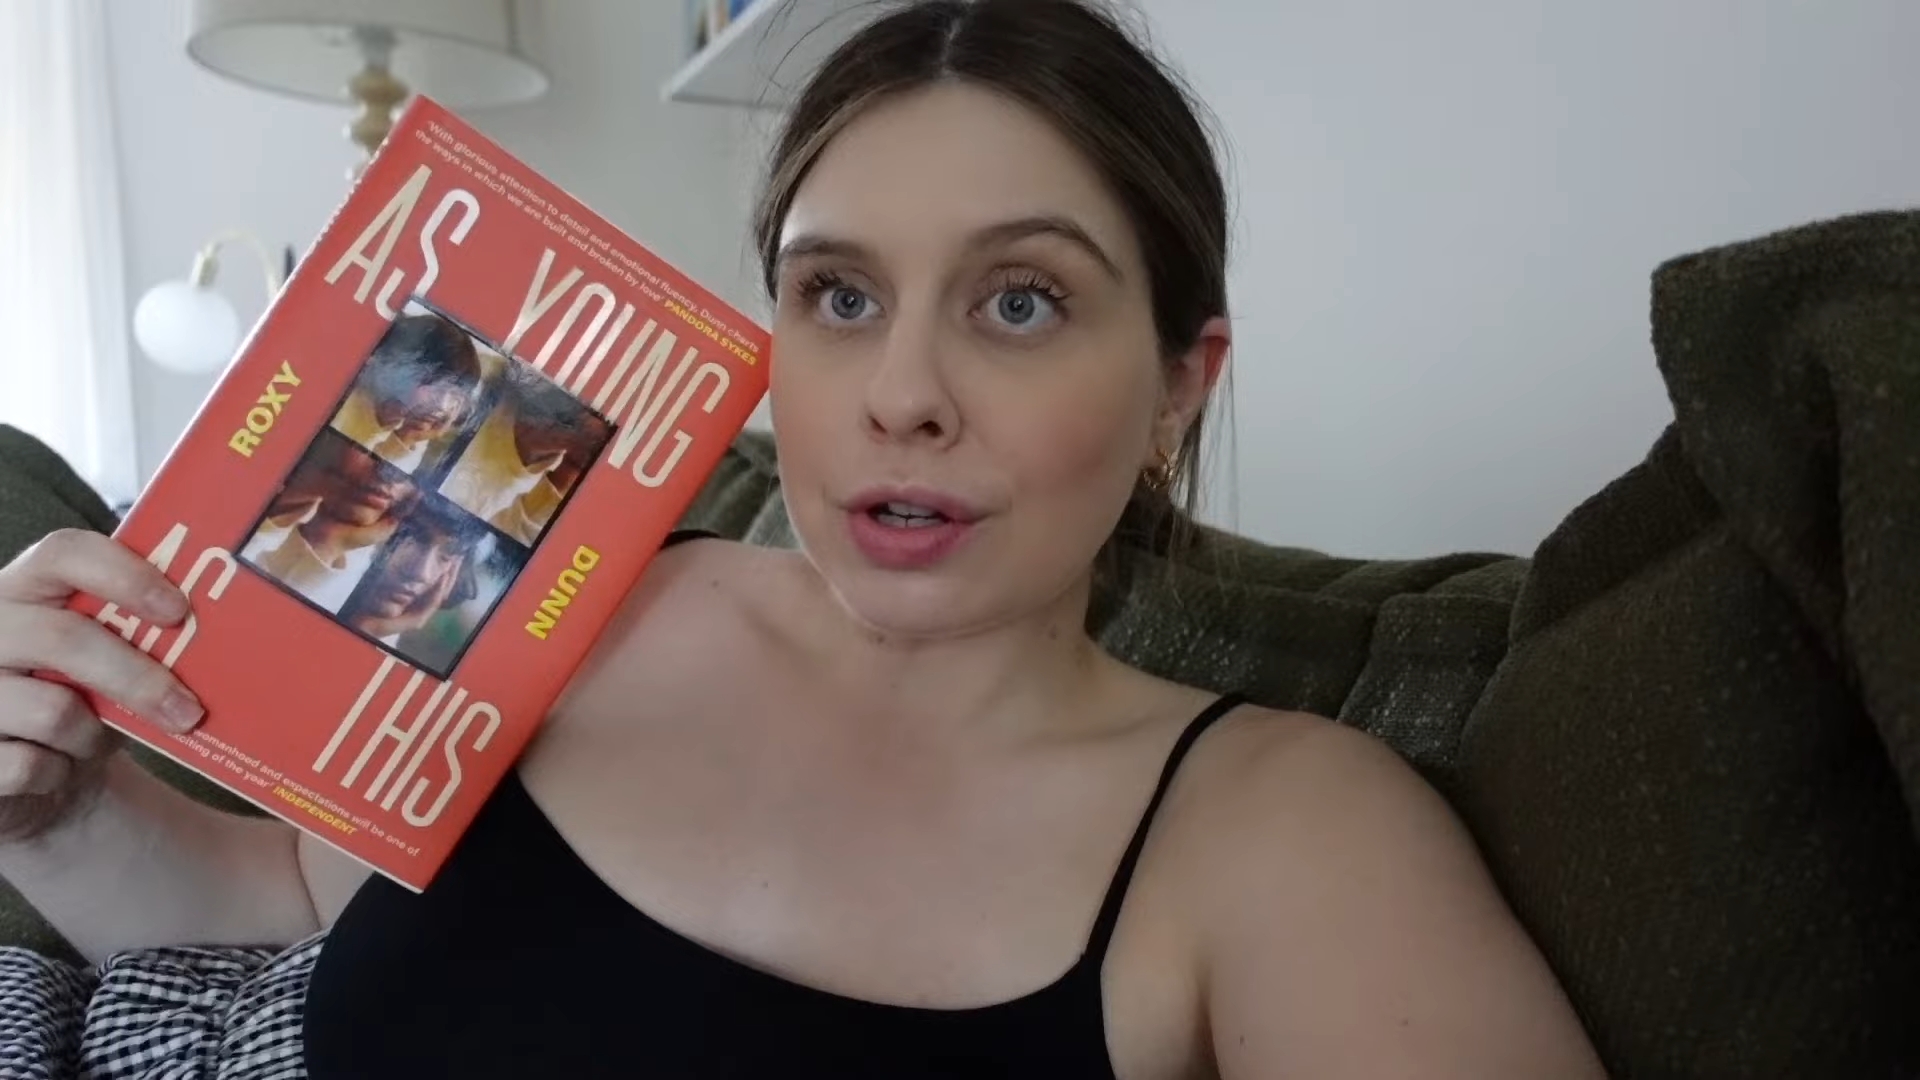 'With glorious attention to detail and emotional fluency, Dunn charts
the ways in which we are built and broken by love' PANDORA SYKES
AS YOUNG
ROXY
DUNN
AS
THIS
womanhood and expectations will be one of
exciting of the year' INDEPENDENT